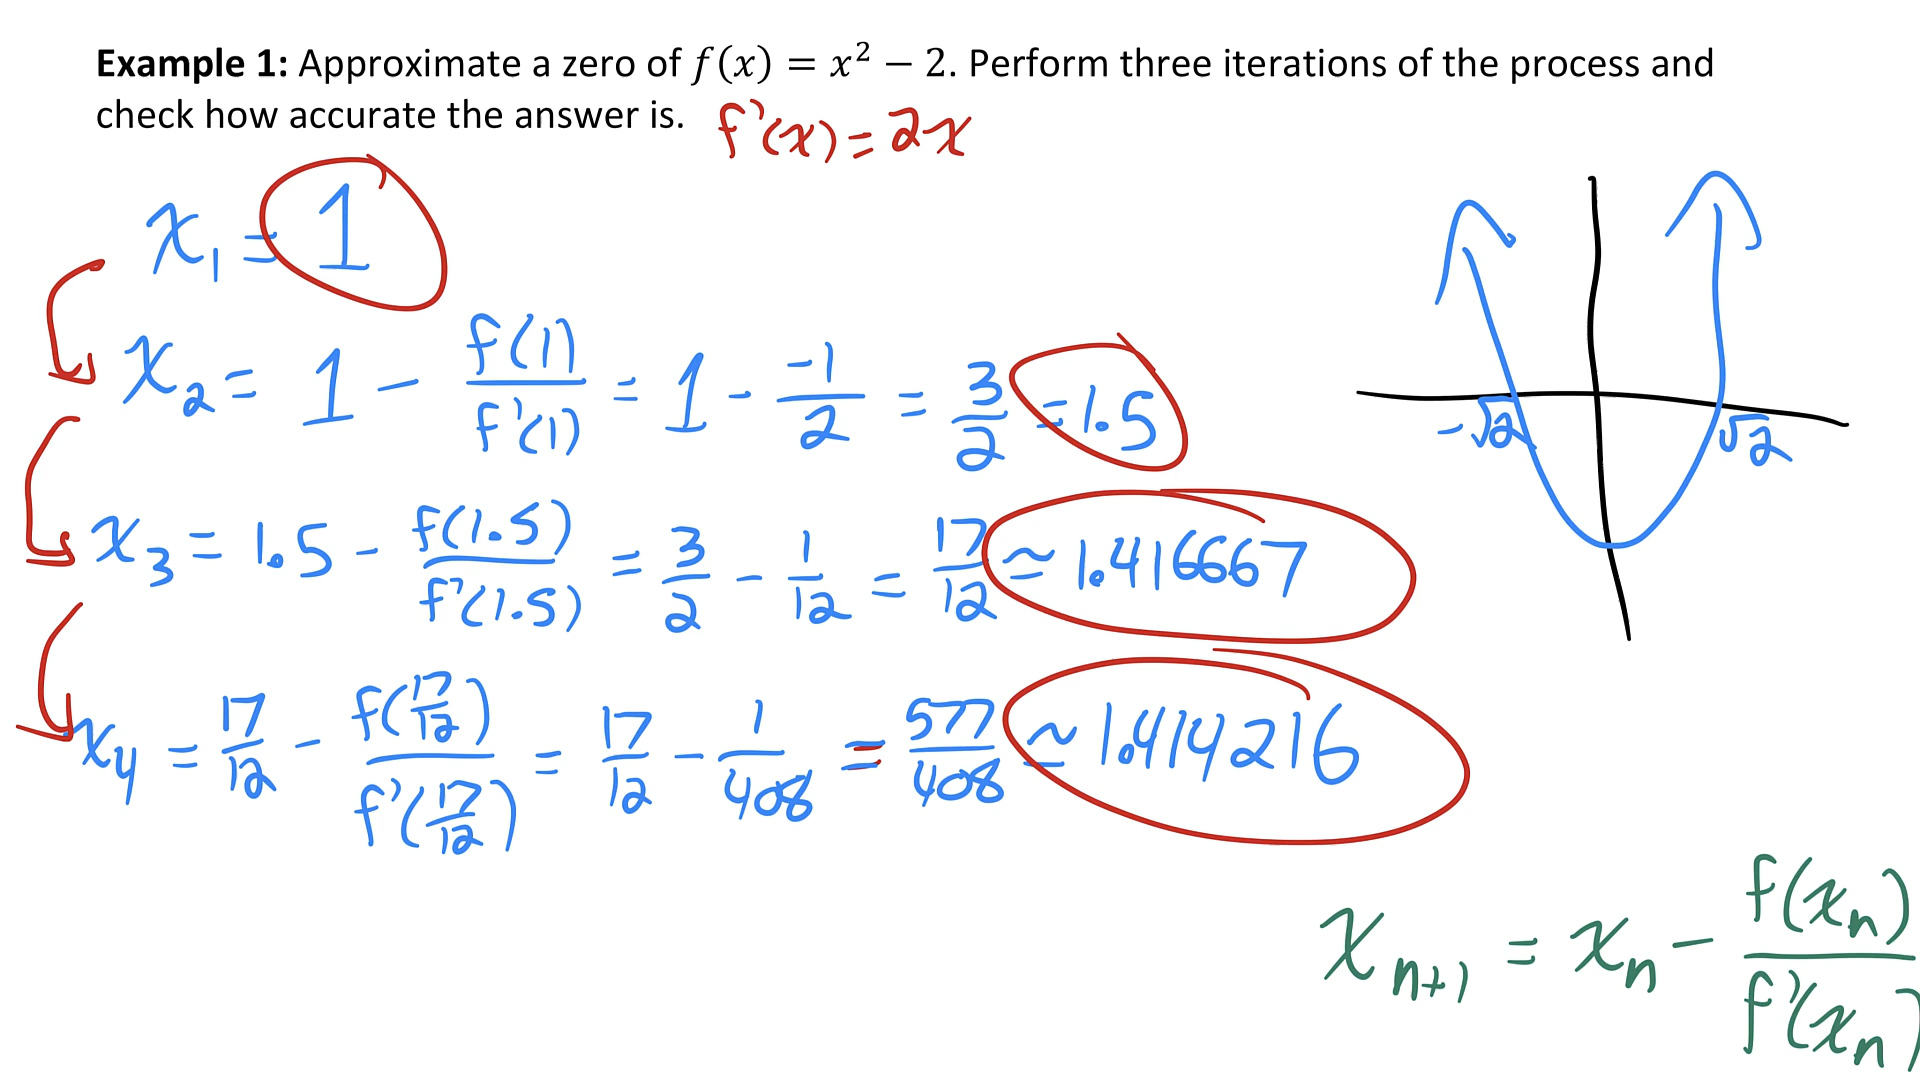 Example 1: Approximate a zero of f(x) = x² − 2. Perform three iterations of the process and
check how accurate the answer is. f'(x) = 2x
x₁ = 1
x₂ = 1 − f(1)/f'(1) = 1 − -1/2 = 3/2 = 1.5
-√2 √2
x₃ = 1.5 − f(1.5)/f'(1.5) = 3/2 − 1/12 = 17/12 ≈ 1.416667
x₄ = 17/12 − f(17/12)/f'(17/12) = 17/12 − 1/408 = 577/408 ≈ 1.414216
xₙ₊₁ = xₙ − f(xₙ)/f'(xₙ)